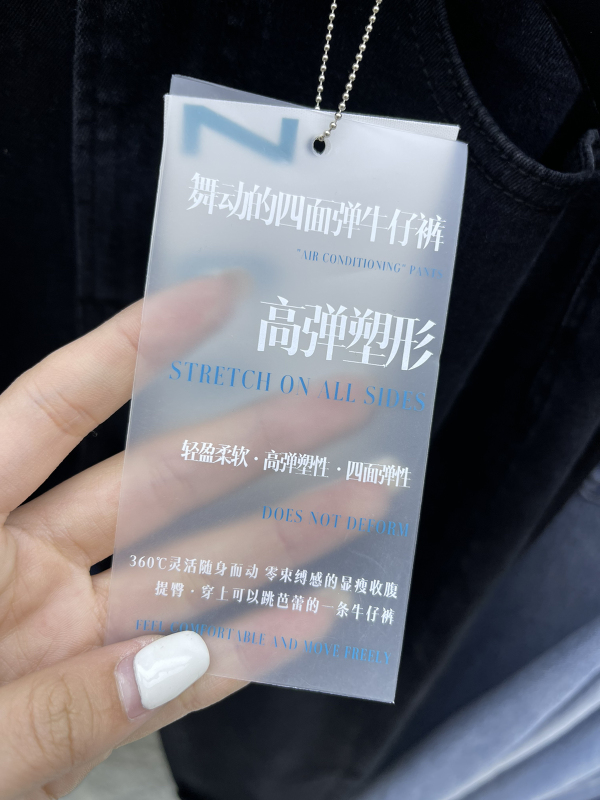 Z
舞动的四面弹牛仔裤
"AIR CONDITIONING" PANTS
高弹塑形
STRETCH ON ALL SIDES
轻盈柔软·高弹塑性·四面弹性
DOES NOT DEFORM
360℃灵活随身而动 零束缚感的显瘦收腹
提臀·穿上可以跳芭蕾的一条牛仔裤
FEEL COMFORTABLE AND MOVE FREELY